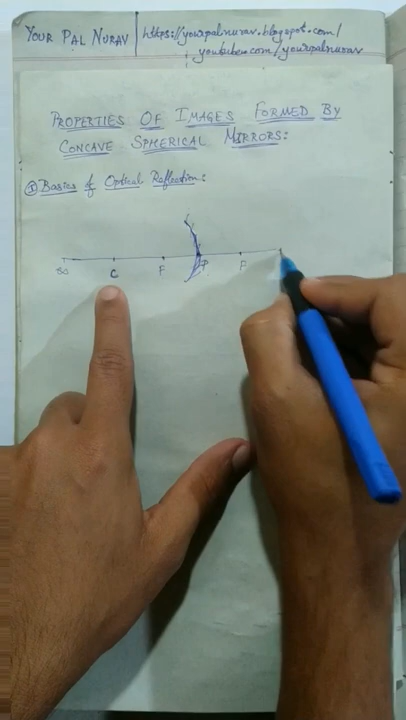 YOUR PAL NURAV
https://yourpalnurav.blogspot.com/
youtube.com/yourpalnurav
PROPERTIES OF IMAGES FORMED BY
CONCAVE SPHERICAL MIRRORS:
① Basics of Optical Reflection:
∞ C F P F